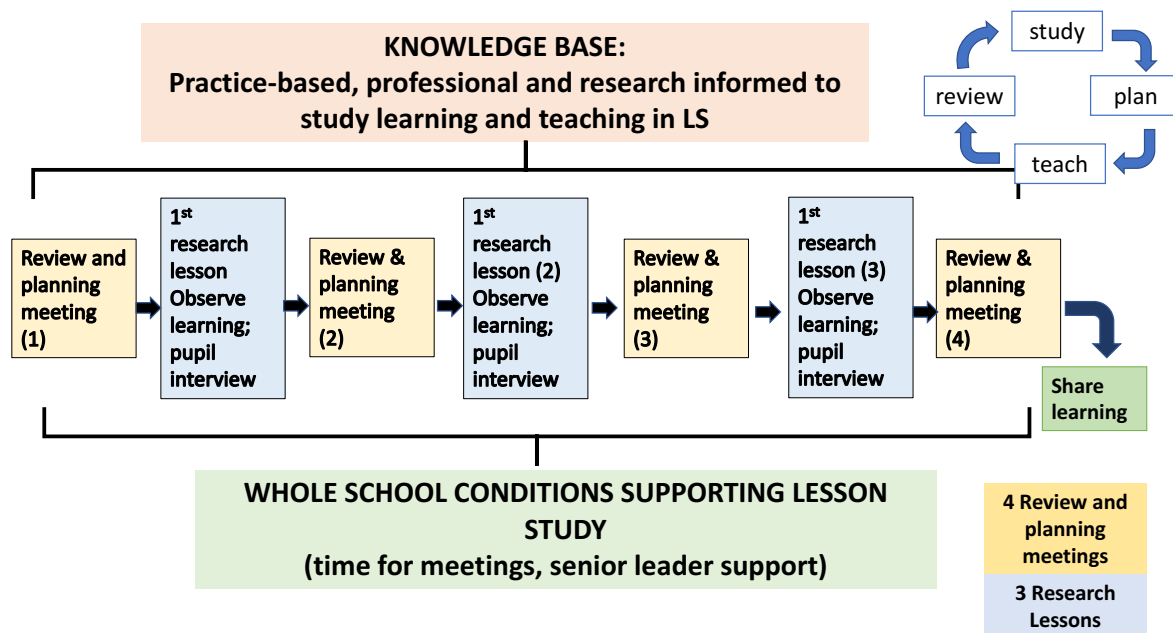 KNOWLEDGE BASE:
Practice-based, professional and research informed to
study learning and teaching in LS
study
plan
teach
review
Review and
planning
meeting
(1)
1st
research
lesson
Observe
learning;
pupil
interview
Review &
planning
meeting
(2)
1st
research
lesson (2)
Observe
learning;
pupil
interview
Review &
planning
meeting
(3)
1st
research
lesson (3)
Observe
learning;
pupil
interview
Review &
planning
meeting
(4)
Share
learning
WHOLE SCHOOL CONDITIONS SUPPORTING LESSON
STUDY
(time for meetings, senior leader support)
4 Review and
planning
meetings
3 Research
Lessons